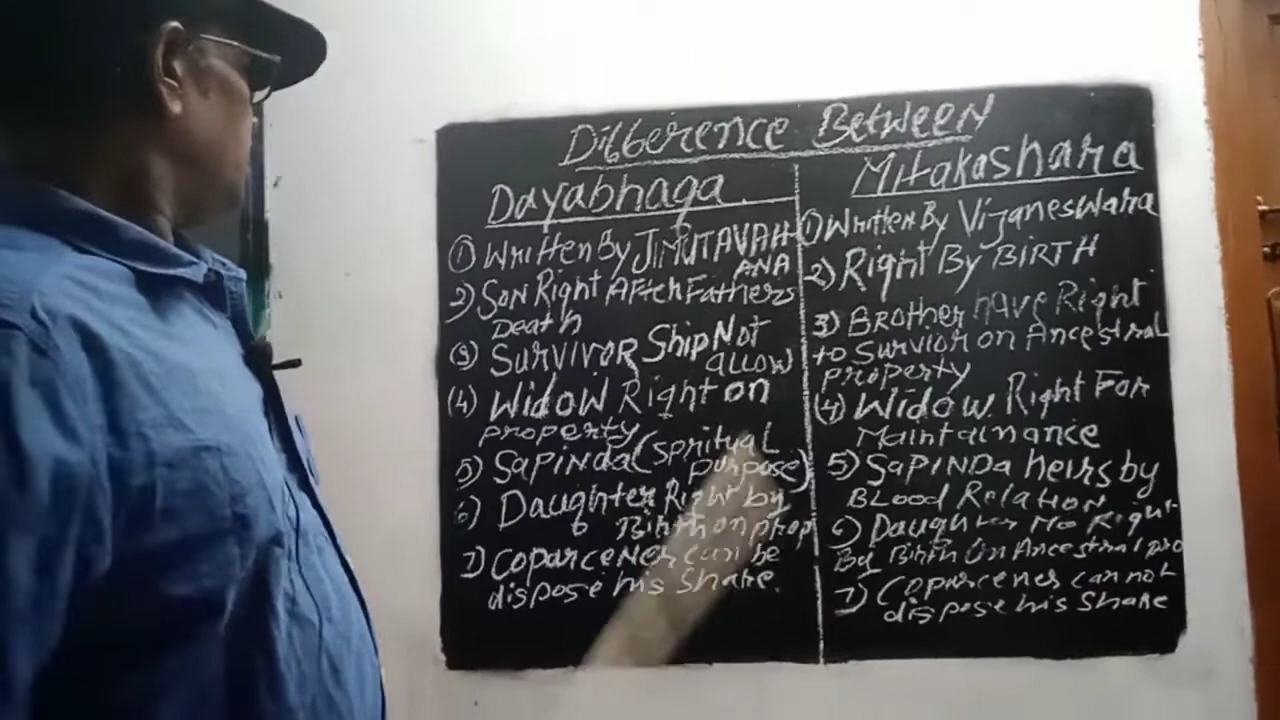 Difference Between
Dayabhaga
① Written By JIMUTAVAH
ANA
2) Son Right After Fathers
Death
(3) Survivor Ship Not
allow
(4) Widow Right on
property
5) Sapinda (spritual
purpose)
6) Daughter Right by
Birth on prop
7) Coparcener can be
dispose his Share.
Mitakashara
1) Written By Vijaneswara
2) Right By BIRTH
3) Brother have Right
to Survior on Ancestral
property
(4) Widow Right For
Maintainance
5) Sapinda heirs by
Blood Relation
6) Daughter No Right
By Birth On Ancestral pro
7) Coparcener can not
dispose his Share